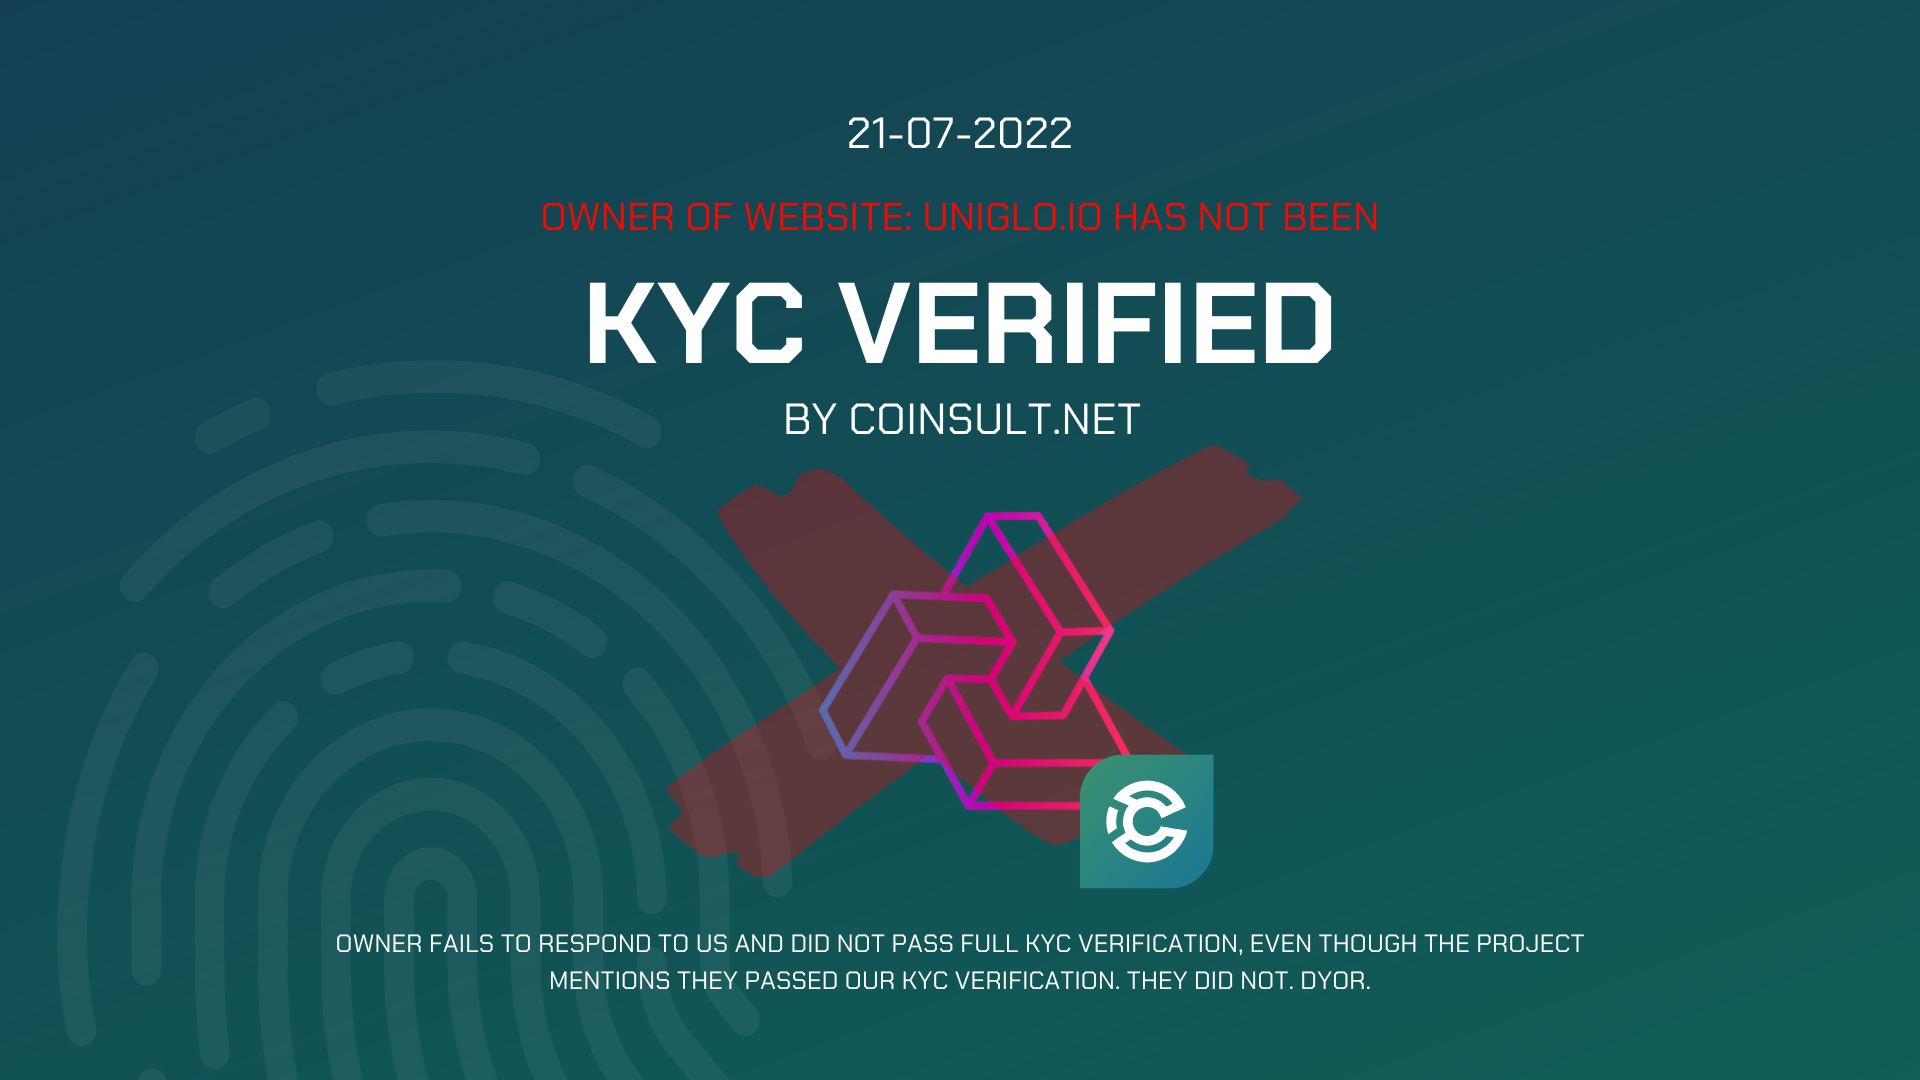 21-07-2022
OWNER OF WEBSITE: UNIGLO.IO HAS NOT BEEN
KYC VERIFIED
BY COINSULT.NET
OWNER FAILS TO RESPOND TO US AND DID NOT PASS FULL KYC VERIFICATION, EVEN THOUGH THE PROJECT
MENTIONS THEY PASSED OUR KYC VERIFICATION. THEY DID NOT. DYOR.